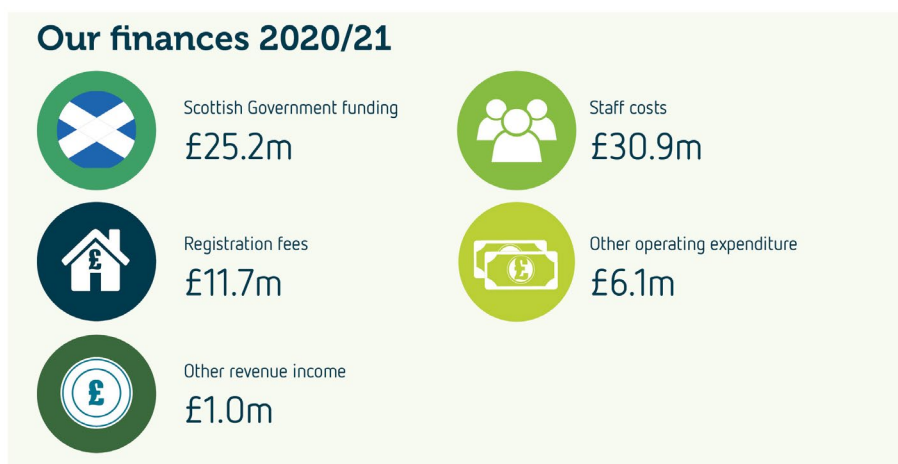 Our finances 2020/21
Scottish Government funding
£25.2m
Registration fees
£11.7m
£
Other revenue income
£1.0m
£
Staff costs
£30.9m
Other operating expenditure
£6.1m
£